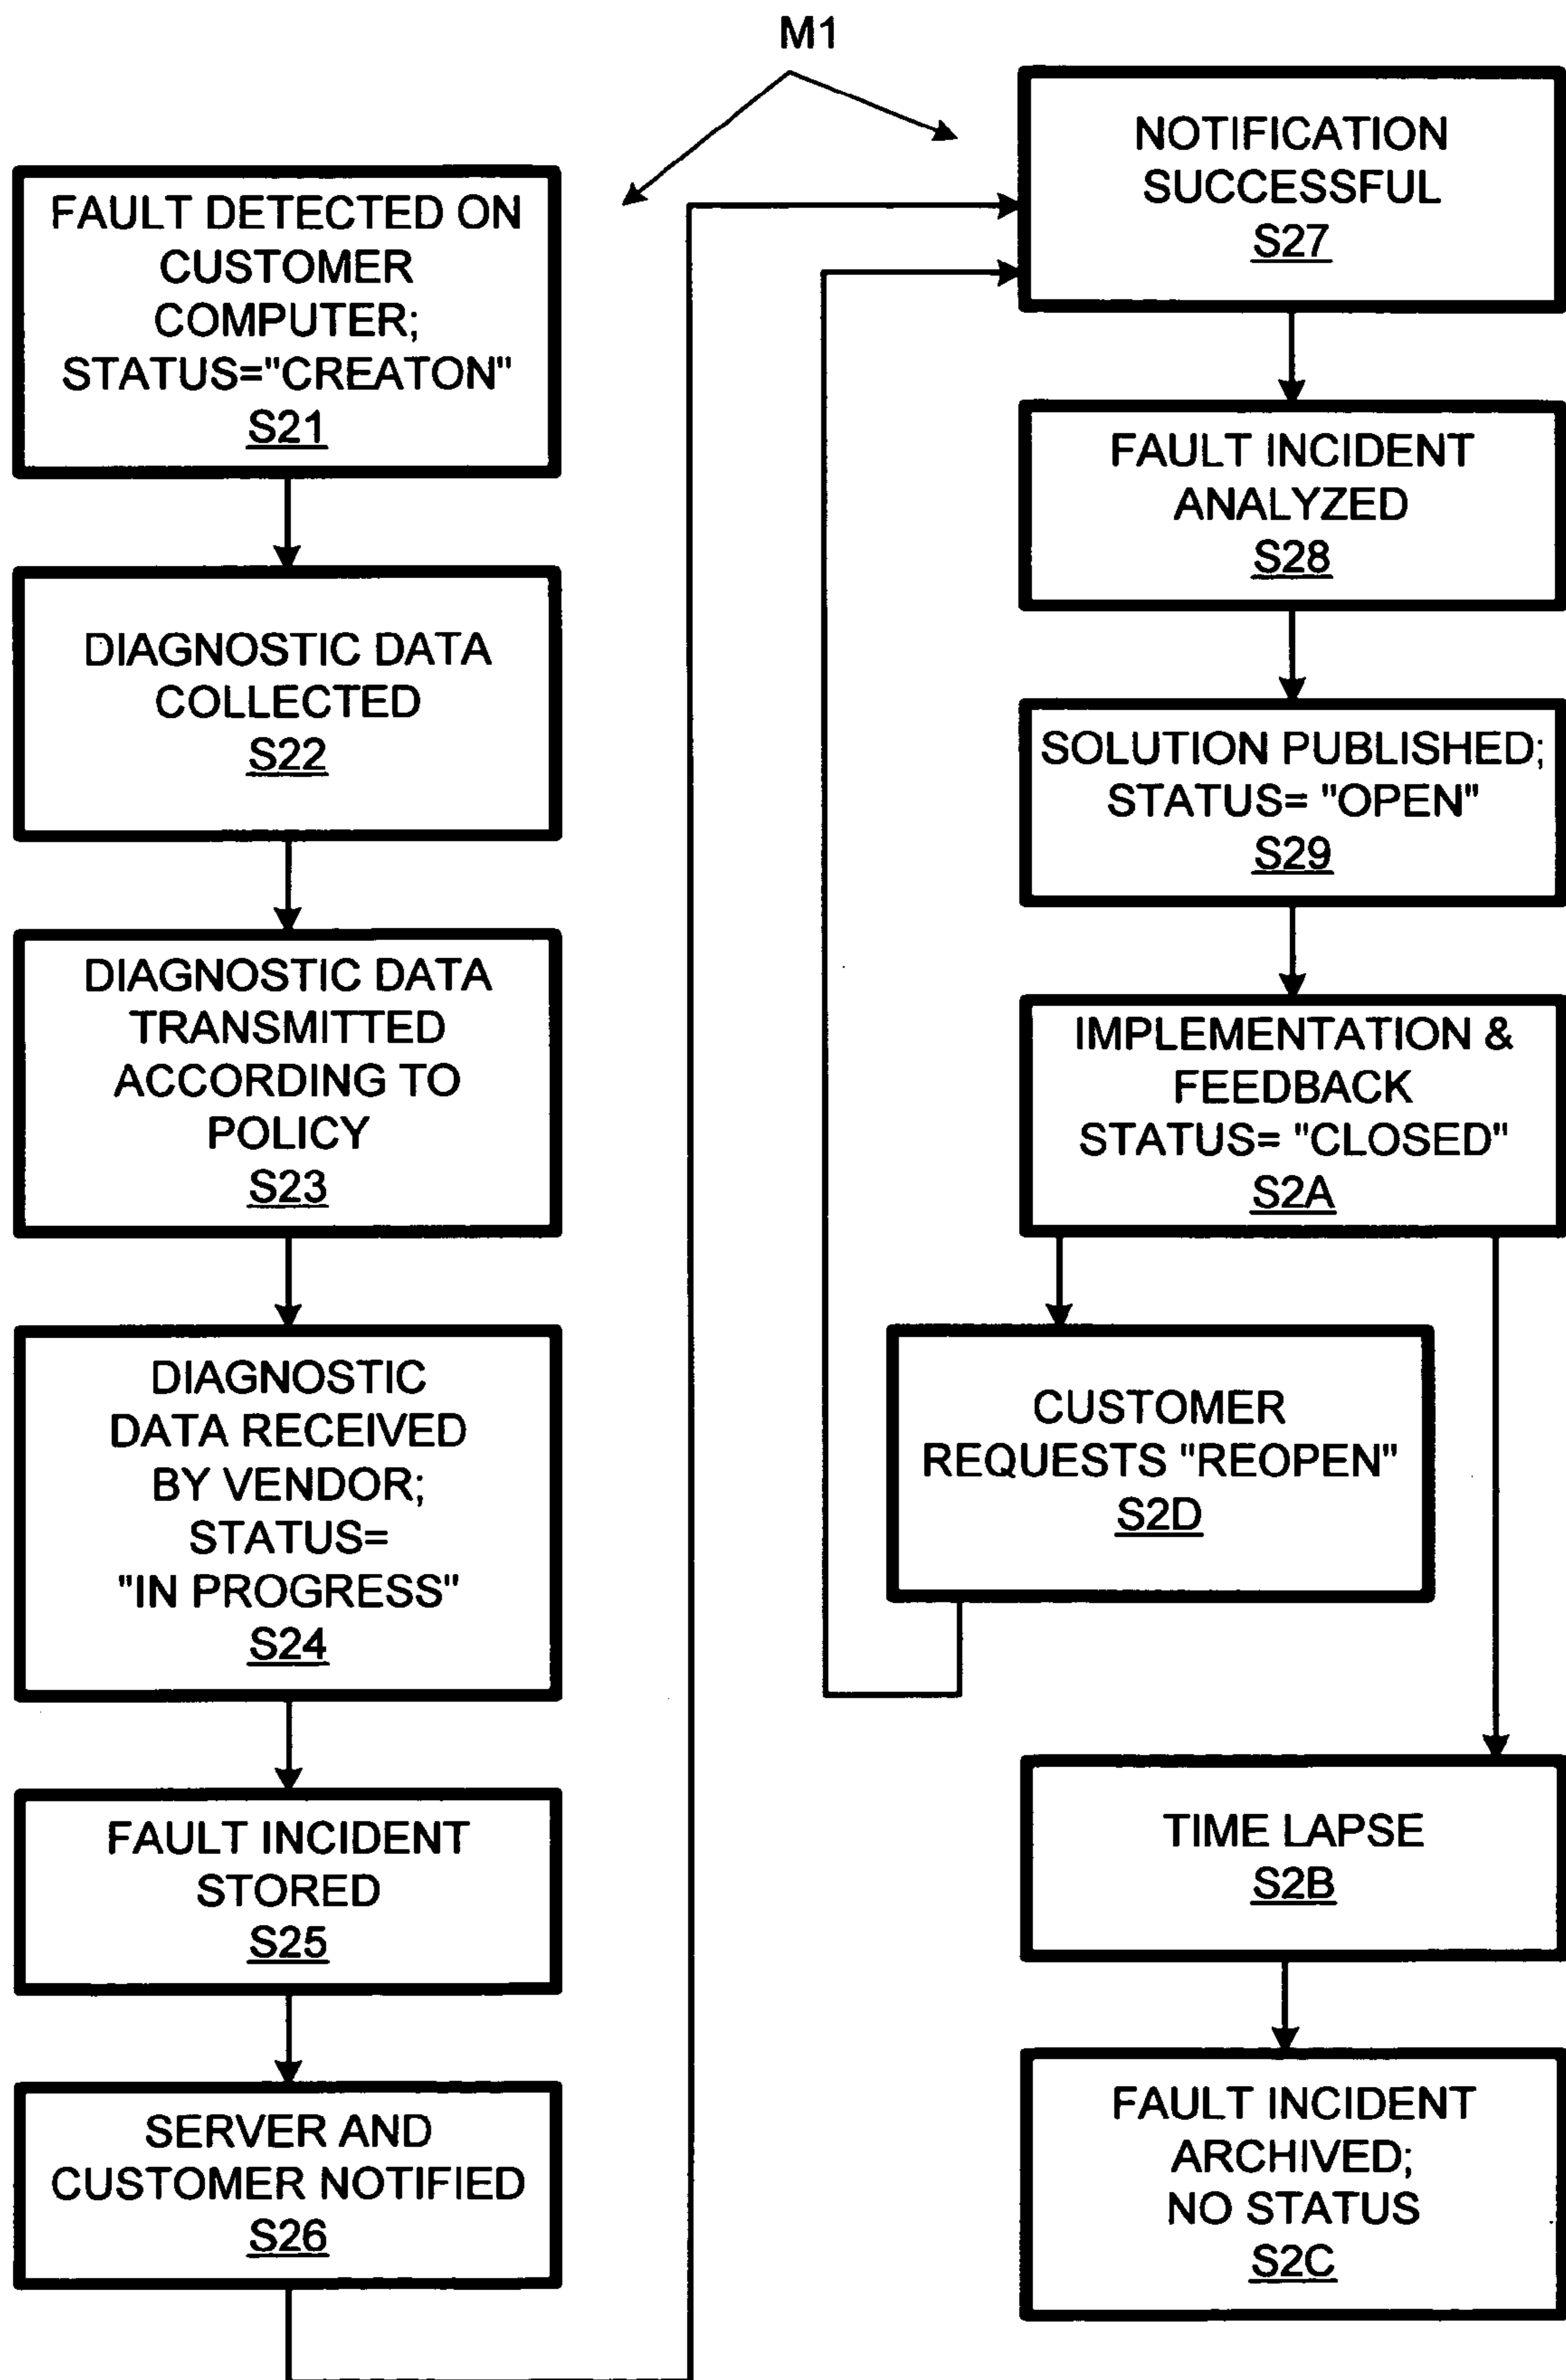 M1
FAULT DETECTED ON
CUSTOMER
COMPUTER;
STATUS="CREATON"
S21
DIAGNOSTIC DATA
COLLECTED
S22
DIAGNOSTIC DATA
TRANSMITTED
ACCORDING TO
POLICY
S23
DIAGNOSTIC
DATA RECEIVED
BY VENDOR;
STATUS=
"IN PROGRESS"
S24
FAULT INCIDENT
STORED
S25
SERVER AND
CUSTOMER NOTIFIED
S26
NOTIFICATION
SUCCESSFUL
S27
FAULT INCIDENT
ANALYZED
S28
SOLUTION PUBLISHED;
STATUS= "OPEN"
S29
IMPLEMENTATION &
FEEDBACK
STATUS= "CLOSED"
S2A
CUSTOMER
REQUESTS "REOPEN"
S2D
TIME LAPSE
S2B
FAULT INCIDENT
ARCHIVED;
NO STATUS
S2C